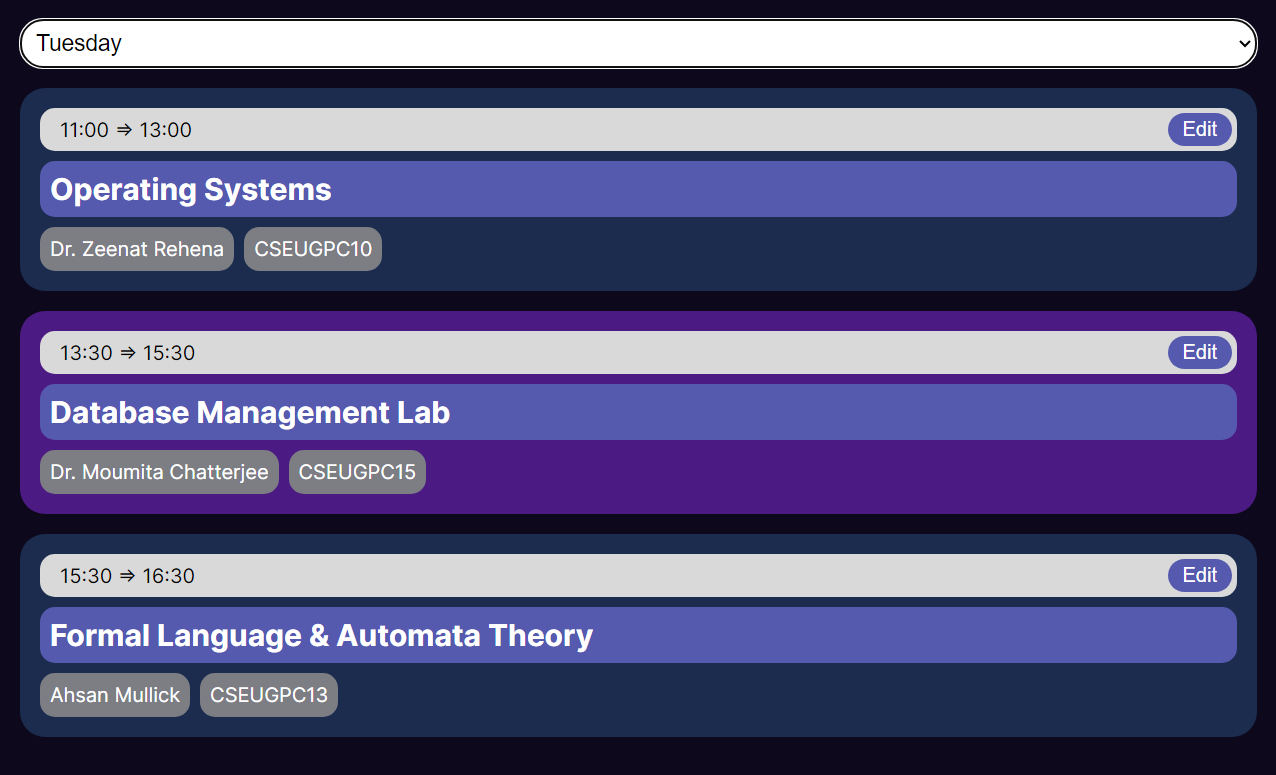 Tuesday
11:00 ⇒ 13:00 Edit
Operating Systems
Dr. Zeenat Rehena CSEUGPC10
13:30 ⇒ 15:30 Edit
Database Management Lab
Dr. Moumita Chatterjee CSEUGPC15
15:30 ⇒ 16:30 Edit
Formal Language & Automata Theory
Ahsan Mullick CSEUGPC13